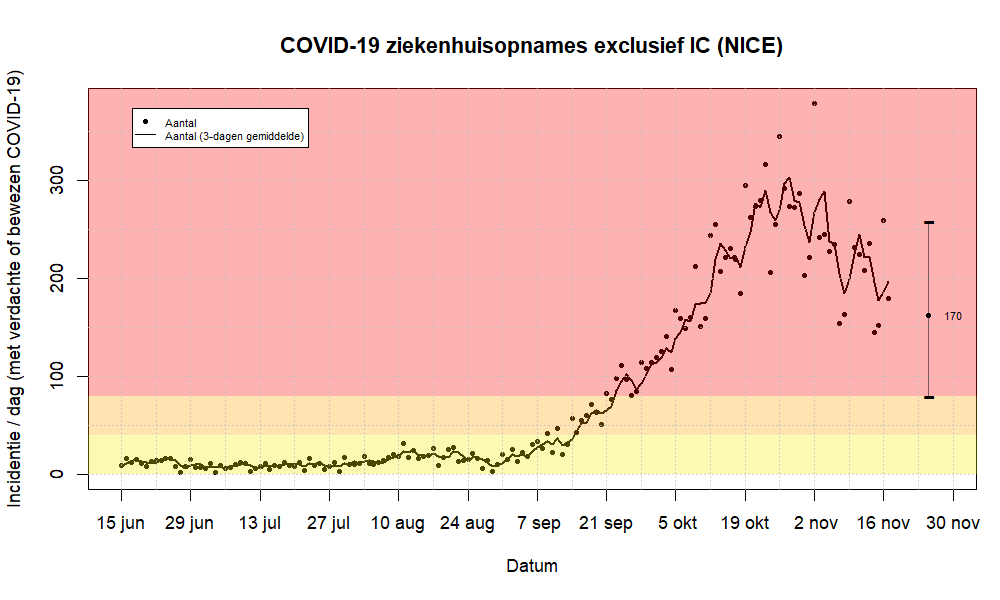 COVID-19 ziekenhuisopnames exclusief IC (NICE)
Incidentie / dag (met verdachte of bewezen COVID-19)
Aantal
Aantal (3-dagen gemiddelde)
300
200
100
0
170
15 jun 29 jun 13 jul 27 jul 10 aug 24 aug 7 sep 21 sep 5 okt 19 okt 2 nov 16 nov 30 nov
Datum